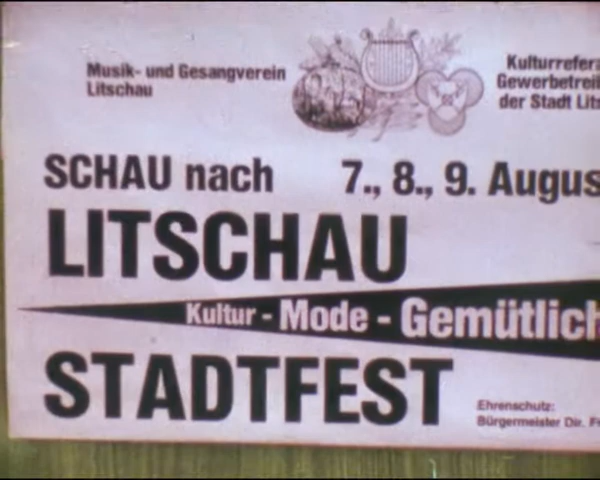 Musik- und Gesangverein
Litschau
Kulturrefera
Gewerbetreil
der Stadt Lits
SCHAU nach 7., 8., 9. Augus
LITSCHAU
Kultur - Mode - Gemütlich
STADTFEST
Ehrenschutz:
Bürgermeister Dir. F